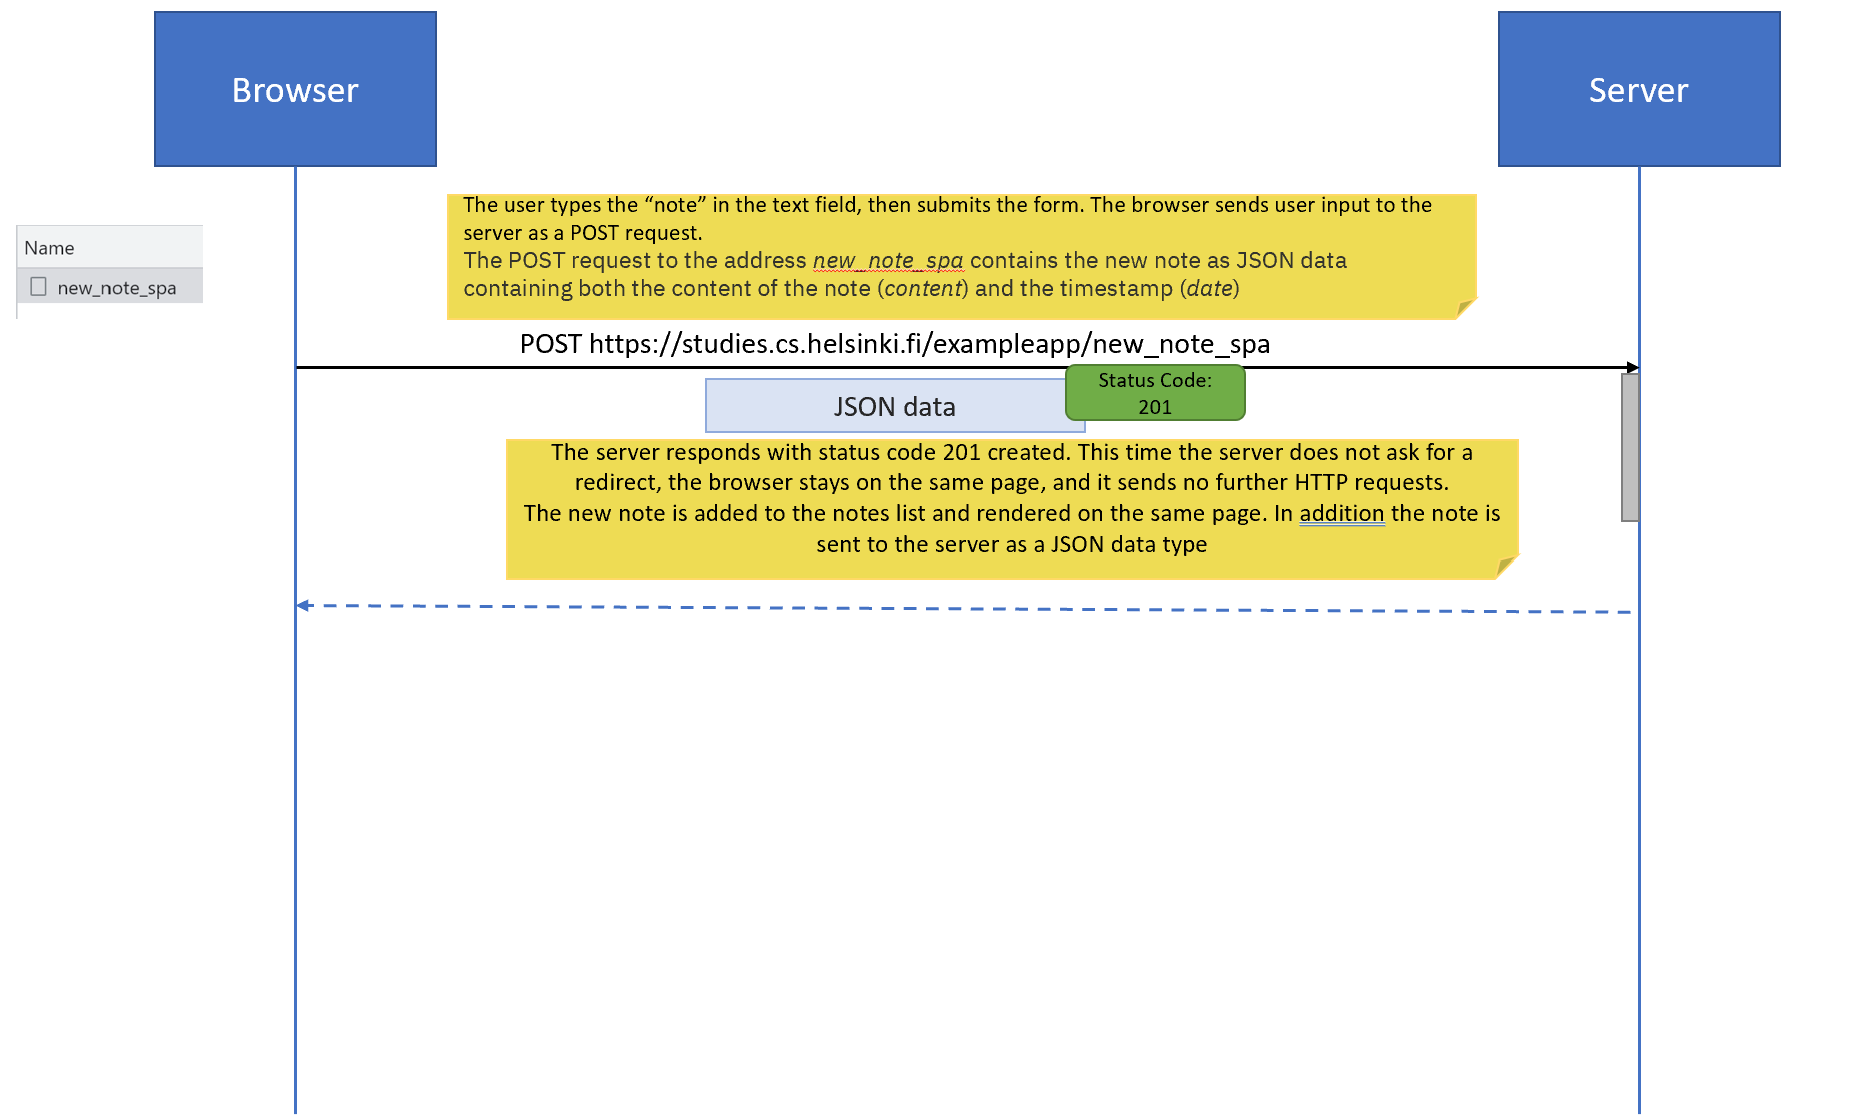 Browser
Server
The user types the “note” in the text field, then submits the form. The browser sends user input to the
server as a POST request.
The POST request to the address new_note_spa contains the new note as JSON data
containing both the content of the note (content) and the timestamp (date)
Name
new_note_spa
POST https://studies.cs.helsinki.fi/exampleapp/new_note_spa
JSON data
Status Code:
201
The server responds with status code 201 created. This time the server does not ask for a
redirect, the browser stays on the same page, and it sends no further HTTP requests.
The new note is added to the notes list and rendered on the same page. In addition the note is
sent to the server as a JSON data type